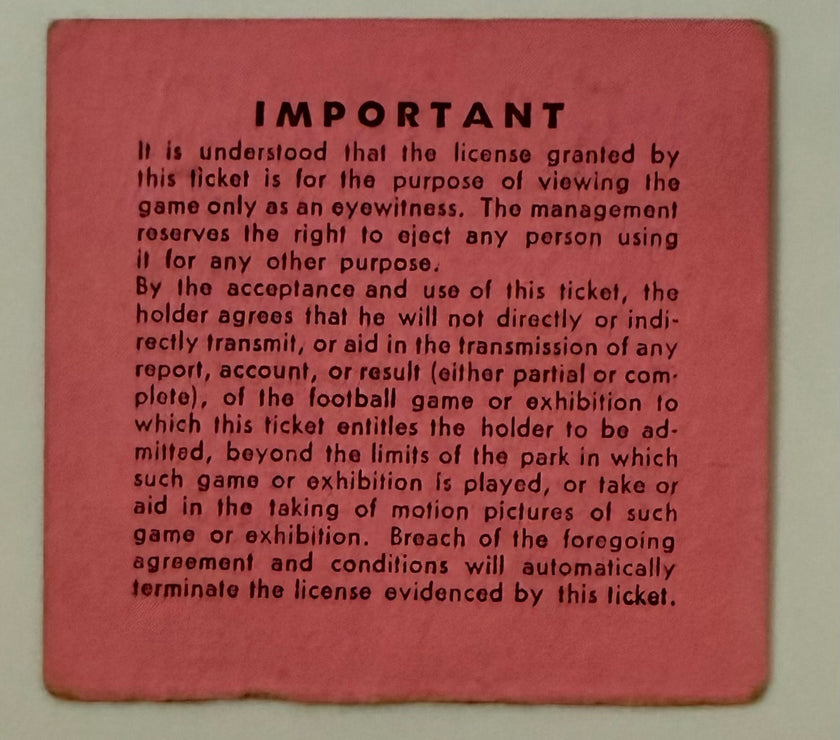 IMPORTANT
It is understood that the license granted by
this ticket is for the purpose of viewing the
game only as an eyewitness. The management
reserves the right to eject any person using
it for any other purpose.
By the acceptance and use of this ticket, the
holder agrees that he will not directly or indi-
rectly transmit, or aid in the transmission of any
report, account, or result (either partial or com-
plete), of the football game or exhibition to
which this ticket entitles the holder to be ad-
mitted, beyond the limits of the park in which
such game or exhibition is played, or take or
aid in the taking of motion pictures of such
game or exhibition. Breach of the foregoing
agreement and conditions will automatically
terminate the license evidenced by this ticket.